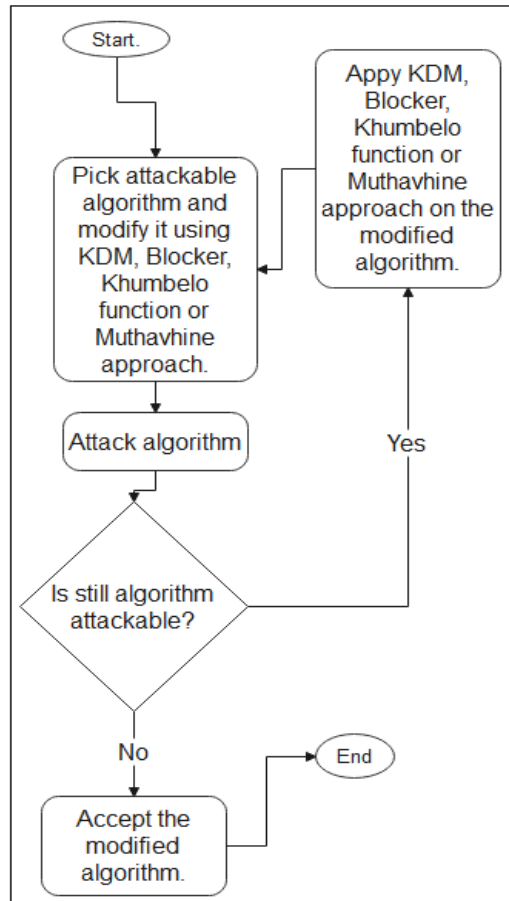 Start.
Pick attackable
algorithm and
modify it using
KDM, Blocker,
Khumbelo
function or
Muthavhine
approach.
Attack algorithm
Is still algorithm
attackable?
Yes
Appy KDM,
Blocker,
Khumbelo
function or
Muthavhine
approach on the
modified
algorithm.
No
Accept the
modified
algorithm.
End